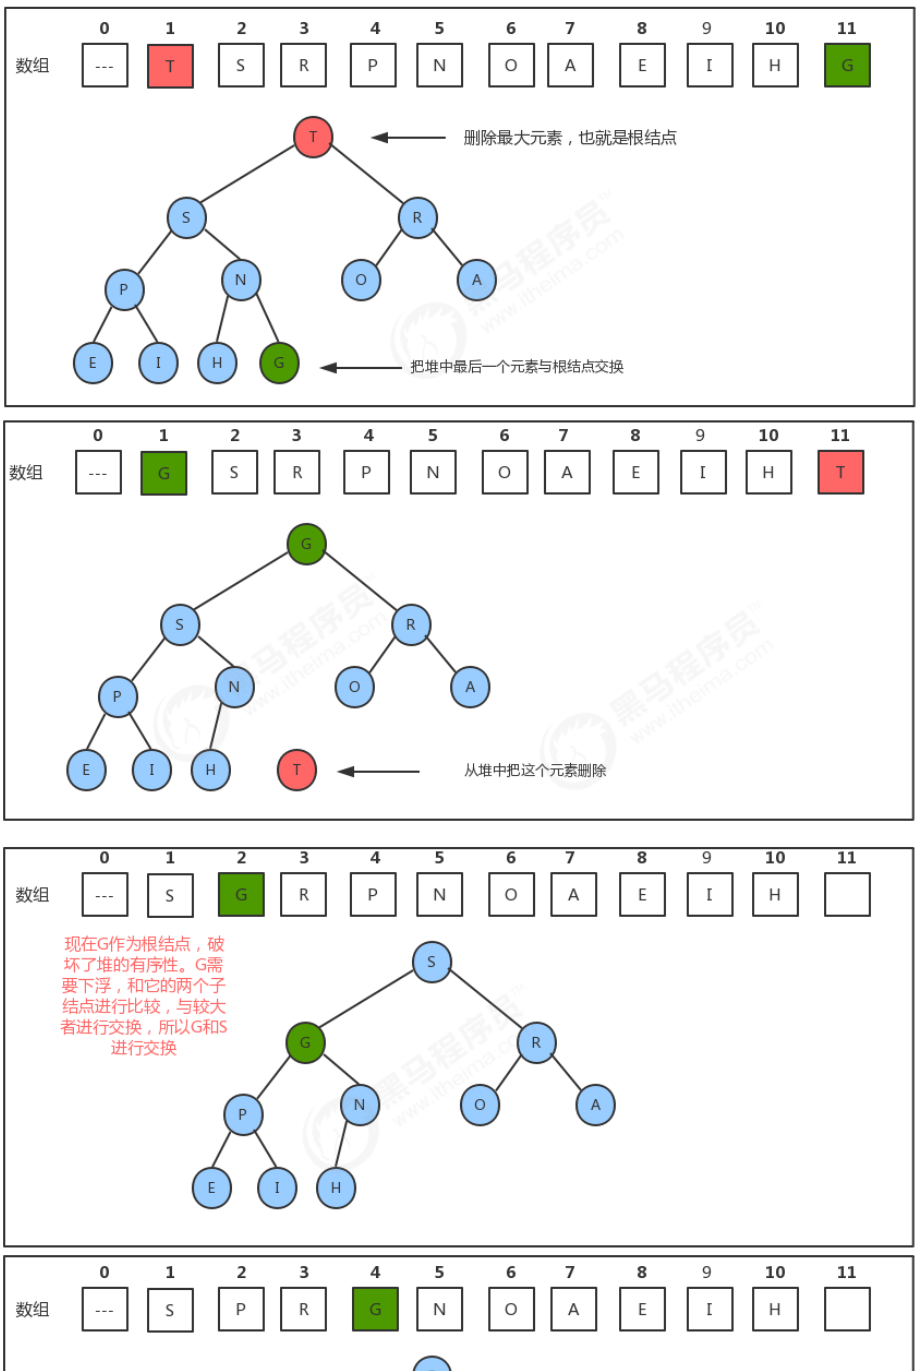 0 1 2 3 4 5 6 7 8 9 10 11
数组 --- T S R P N O A E I H G
T
删除最大元素，也就是根结点
S R
P N O A
E I H G
把堆中最后一个元素与根结点交换
黑马程序员
www.itheima.com
0 1 2 3 4 5 6 7 8 9 10 11
数组 --- G S R P N O A E I H T
G
S R
P N O A
E I H T
从堆中把这个元素删除
黑马程序员
www.itheima.com
黑马程序员
www.itheima.com
0 1 2 3 4 5 6 7 8 9 10 11
数组 --- S G R P N O A E I H
现在G作为根结点，破
坏了堆的有序性。G需
要下浮，和它的两个子
结点进行比较，与较大
者进行交换，所以G和S
进行交换
S
G R
P N O A
E I H
黑马程序员
www.itheima.com
0 1 2 3 4 5 6 7 8 9 10 11
数组 --- S P R G N O A E I H